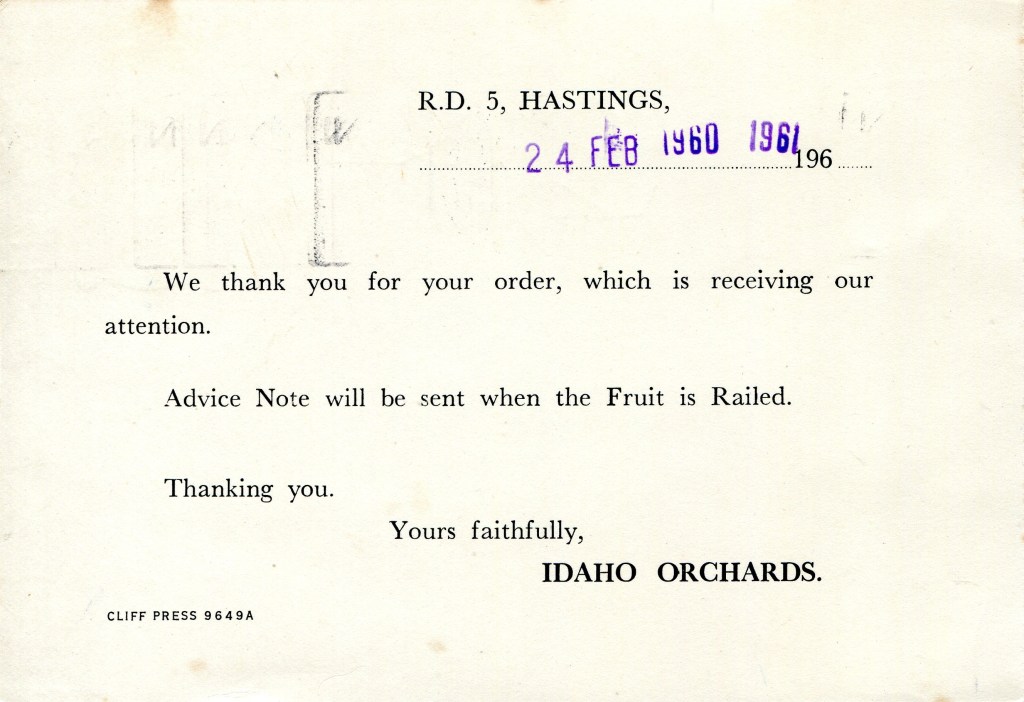 R.D. 5, HASTINGS,
24 FEB 1960 1961 196
We thank you for your order, which is receiving our
attention.
Advice Note will be sent when the Fruit is Railed.
Thanking you.
Yours faithfully,
IDAHO ORCHARDS.
CLIFF PRESS 9649A